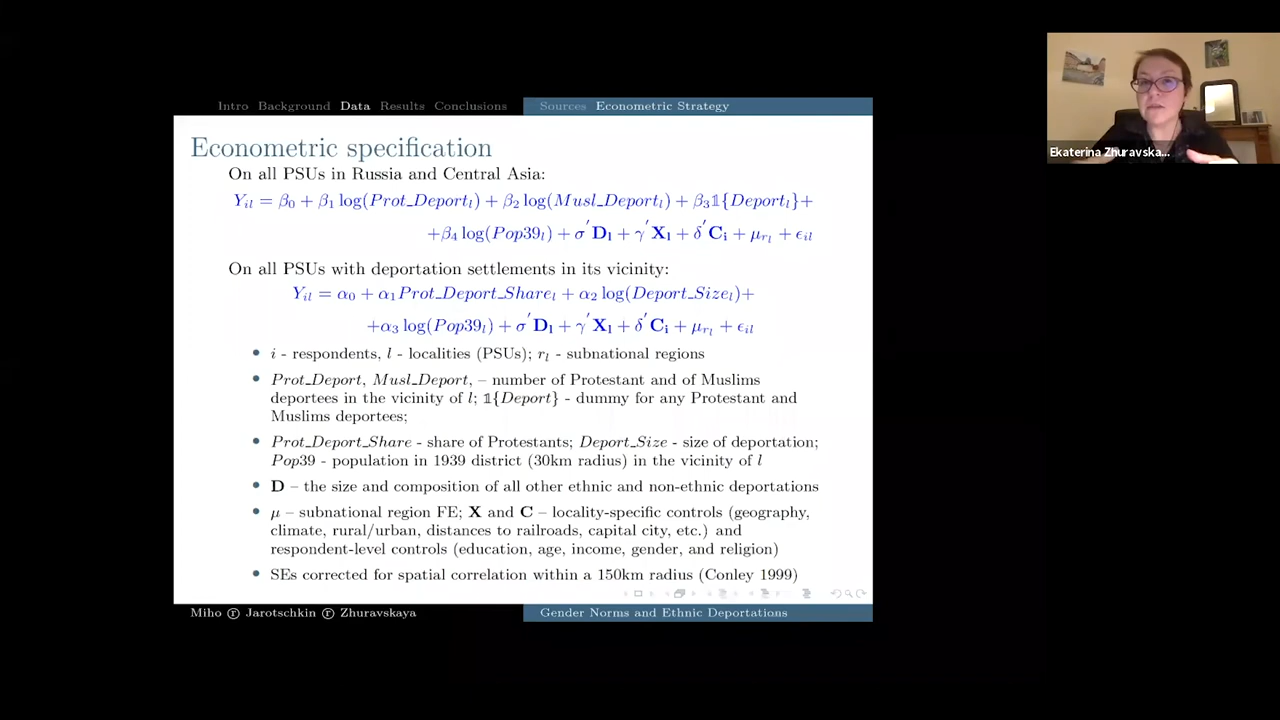 Intro Background Data Results Conclusions Sources Econometric Strategy
Econometric specification
On all PSUs in Russia and Central Asia:
Y_il = β_0 + β_1 log(Prot_Deport_l) + β_2 log(Musl_Deport_l) + β_3 𝟙{Deport_l}+
+β_4 log(Pop39_l) + σ′D_l + γ′X_l + δ′C_i + μ_{r_l} + ϵ_il
On all PSUs with deportation settlements in its vicinity:
Y_il = α_0 + α_1 Prot_Deport_Share_l + α_2 log(Deport_Size_l)+
+α_3 log(Pop39_l) + σ′D_l + γ′X_l + δ′C_i + μ_{r_l} + ϵ_il
• i - respondents, l - localities (PSUs); r_l - subnational regions
• Prot_Deport, Musl_Deport, – number of Protestant and of Muslims
deportees in the vicinity of l; 𝟙{Deport} - dummy for any Protestant and
Muslims deportees;
• Prot_Deport_Share - share of Protestants; Deport_Size - size of deportation;
Pop39 - population in 1939 district (30km radius) in the vicinity of l
• D – the size and composition of all other ethnic and non-ethnic deportations
• μ – subnational region FE; X and C – locality-specific controls (geography,
climate, rural/urban, distances to railroads, capital city, etc.) and
respondent-level controls (education, age, income, gender, and religion)
• SEs corrected for spatial correlation within a 150km radius (Conley 1999)
Miho ⓡ Jarotschkin ⓡ Zhuravskaya Gender Norms and Ethnic Deportations
Ekaterina Zhuravska...